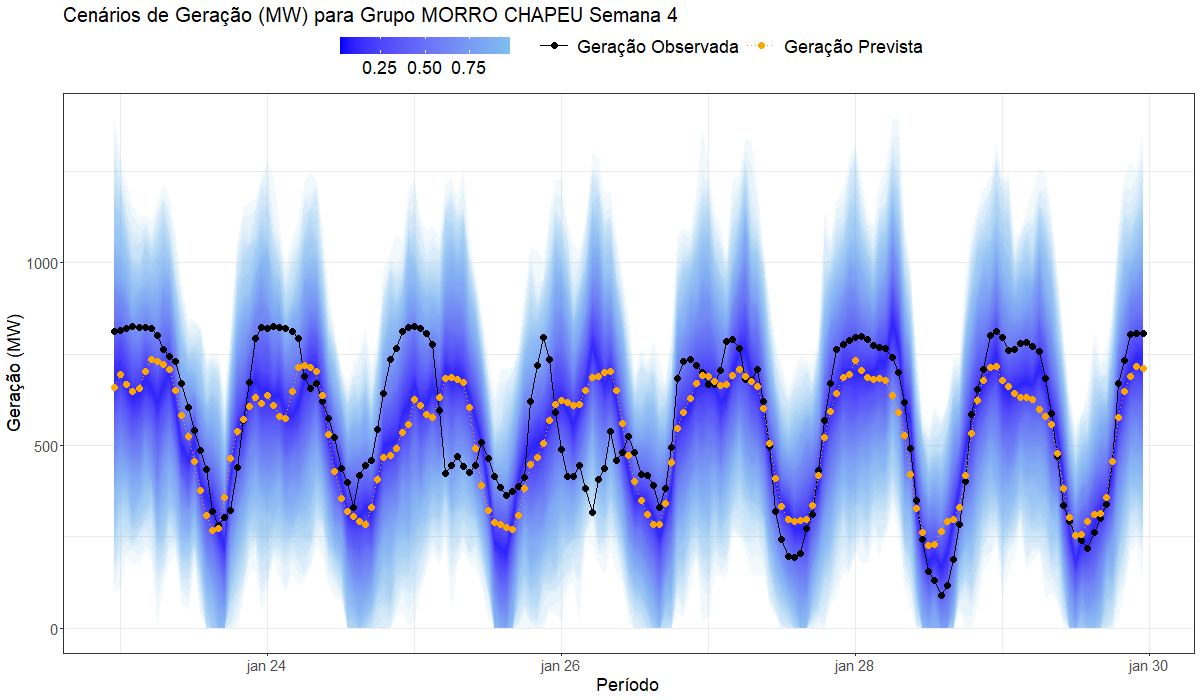 Cenários de Geração (MW) para Grupo MORRO CHAPEU Semana 4
0.25 0.50 0.75
Geração Observada
Geração Prevista
Geração (MW)
1000
500
0
jan 24
jan 26
jan 28
jan 30
Período